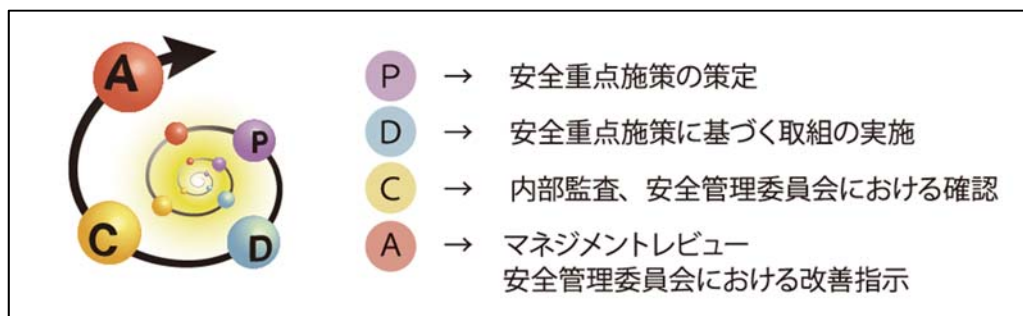 A
P
C
D
P → 安全重点施策の策定
D → 安全重点施策に基づく取組の実施
C → 内部監査、安全管理委員会における確認
A → マネジメントレビュー
安全管理委員会における改善指示